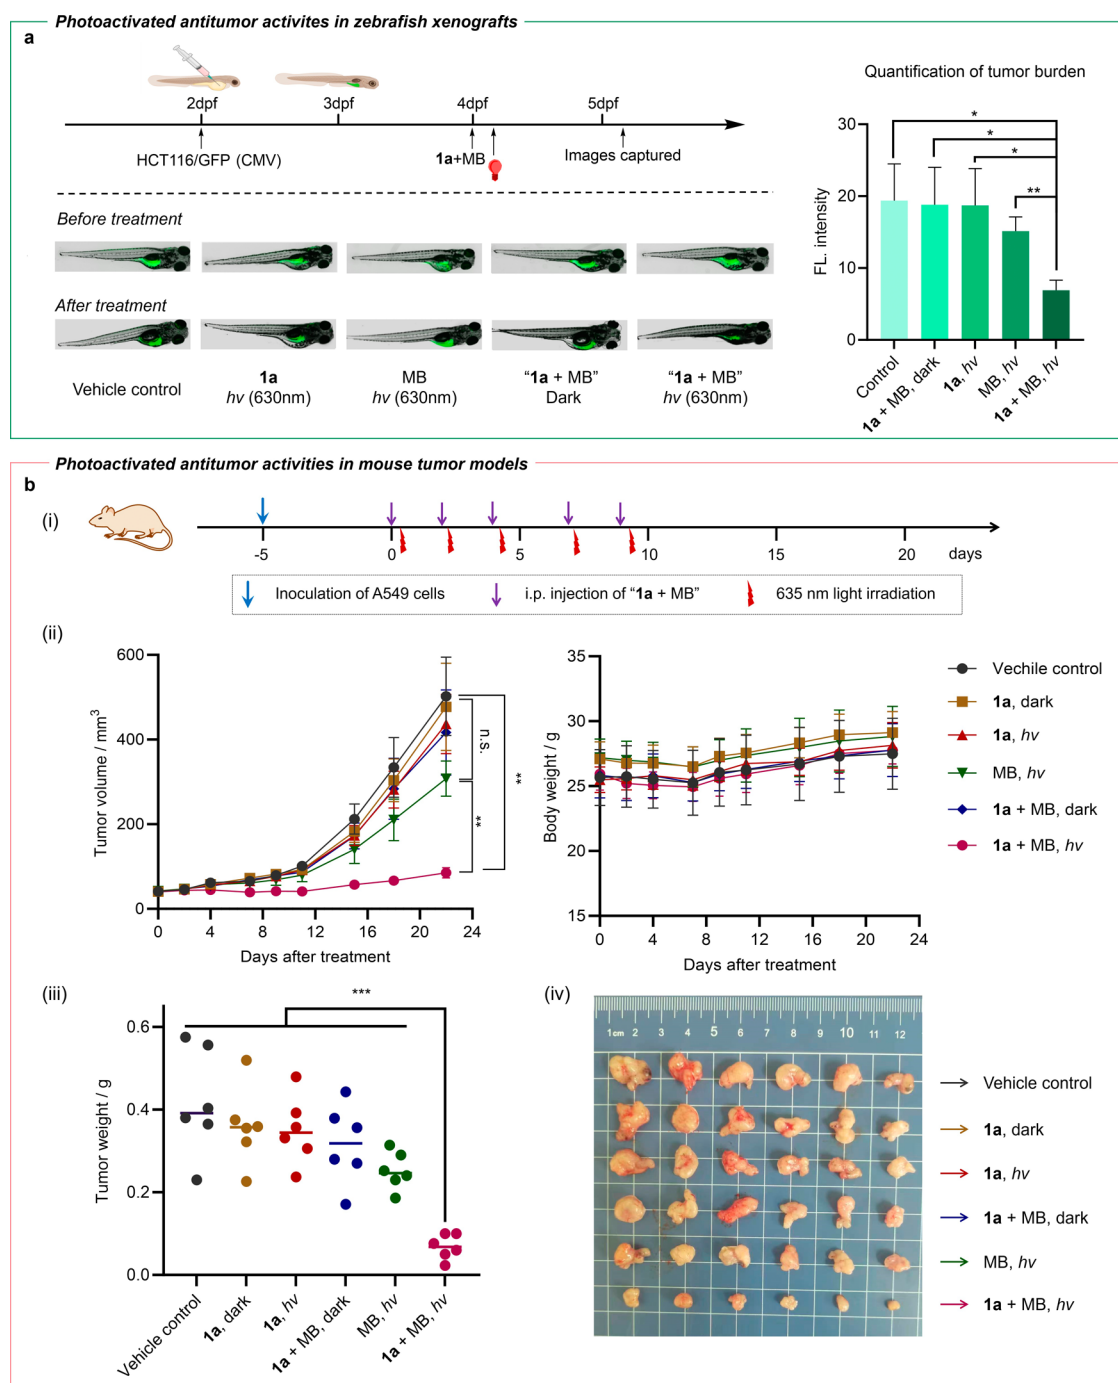 Photoactivated antitumor activites in zebrafish xenografts
a
2dpf 3dpf 4dpf 5dpf
HCT116/GFP (CMV) 1a+MB Images captured
Before treatment
After treatment
Vehicle control
1a
hv (630nm)
MB
hv (630nm)
"1a + MB"
Dark
"1a + MB"
hv (630nm)
Quantification of tumor burden
FL. intensity
30
20
10
0
*
*
*
**
Control
1a + MB, dark
1a, hv
MB, hv
1a + MB, hv
Photoactivated antitumor activities in mouse tumor models
b
(i)
-5 0 5 10 15 20 days
Inoculation of A549 cells i.p. injection of "1a + MB" 635 nm light irradiation
(ii)
Tumor volume / mm³
600
400
200
0
0 4 8 12 16 20 24
Days after treatment
n.s.
**
**
Body weight / g
35
30
25
20
15
0 4 8 12 16 20 24
Days after treatment
Vechile control
1a, dark
1a, hv
MB, hv
1a + MB, dark
1a + MB, hv
(iii)
Tumor weight / g
0.6
0.4
0.2
0.0
***
Vehicle control
1a, dark
1a, hv
1a + MB, dark
MB, hv
1a + MB, hv
(iv)
1cm 2 3 4 5 6 7 8 9 10 11 12
Vehicle control
1a, dark
1a, hv
1a + MB, dark
MB, hv
1a + MB, hv